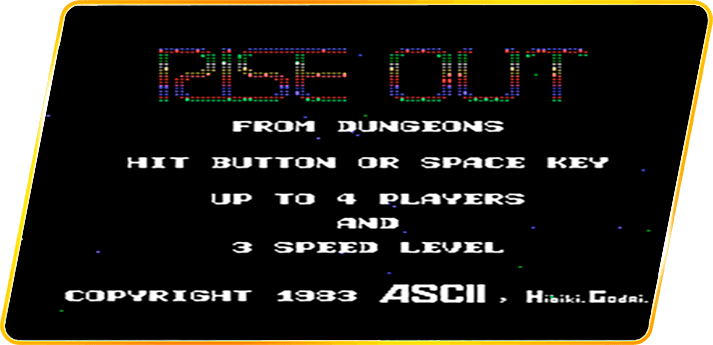 RISE OUT
FROM DUNGEONS
HIT BUTTON OR SPACE KEY
UP TO 4 PLAYERS
AND
3 SPEED LEVEL
COPYRIGHT 1983 ASCII, Hibiki.Godai.